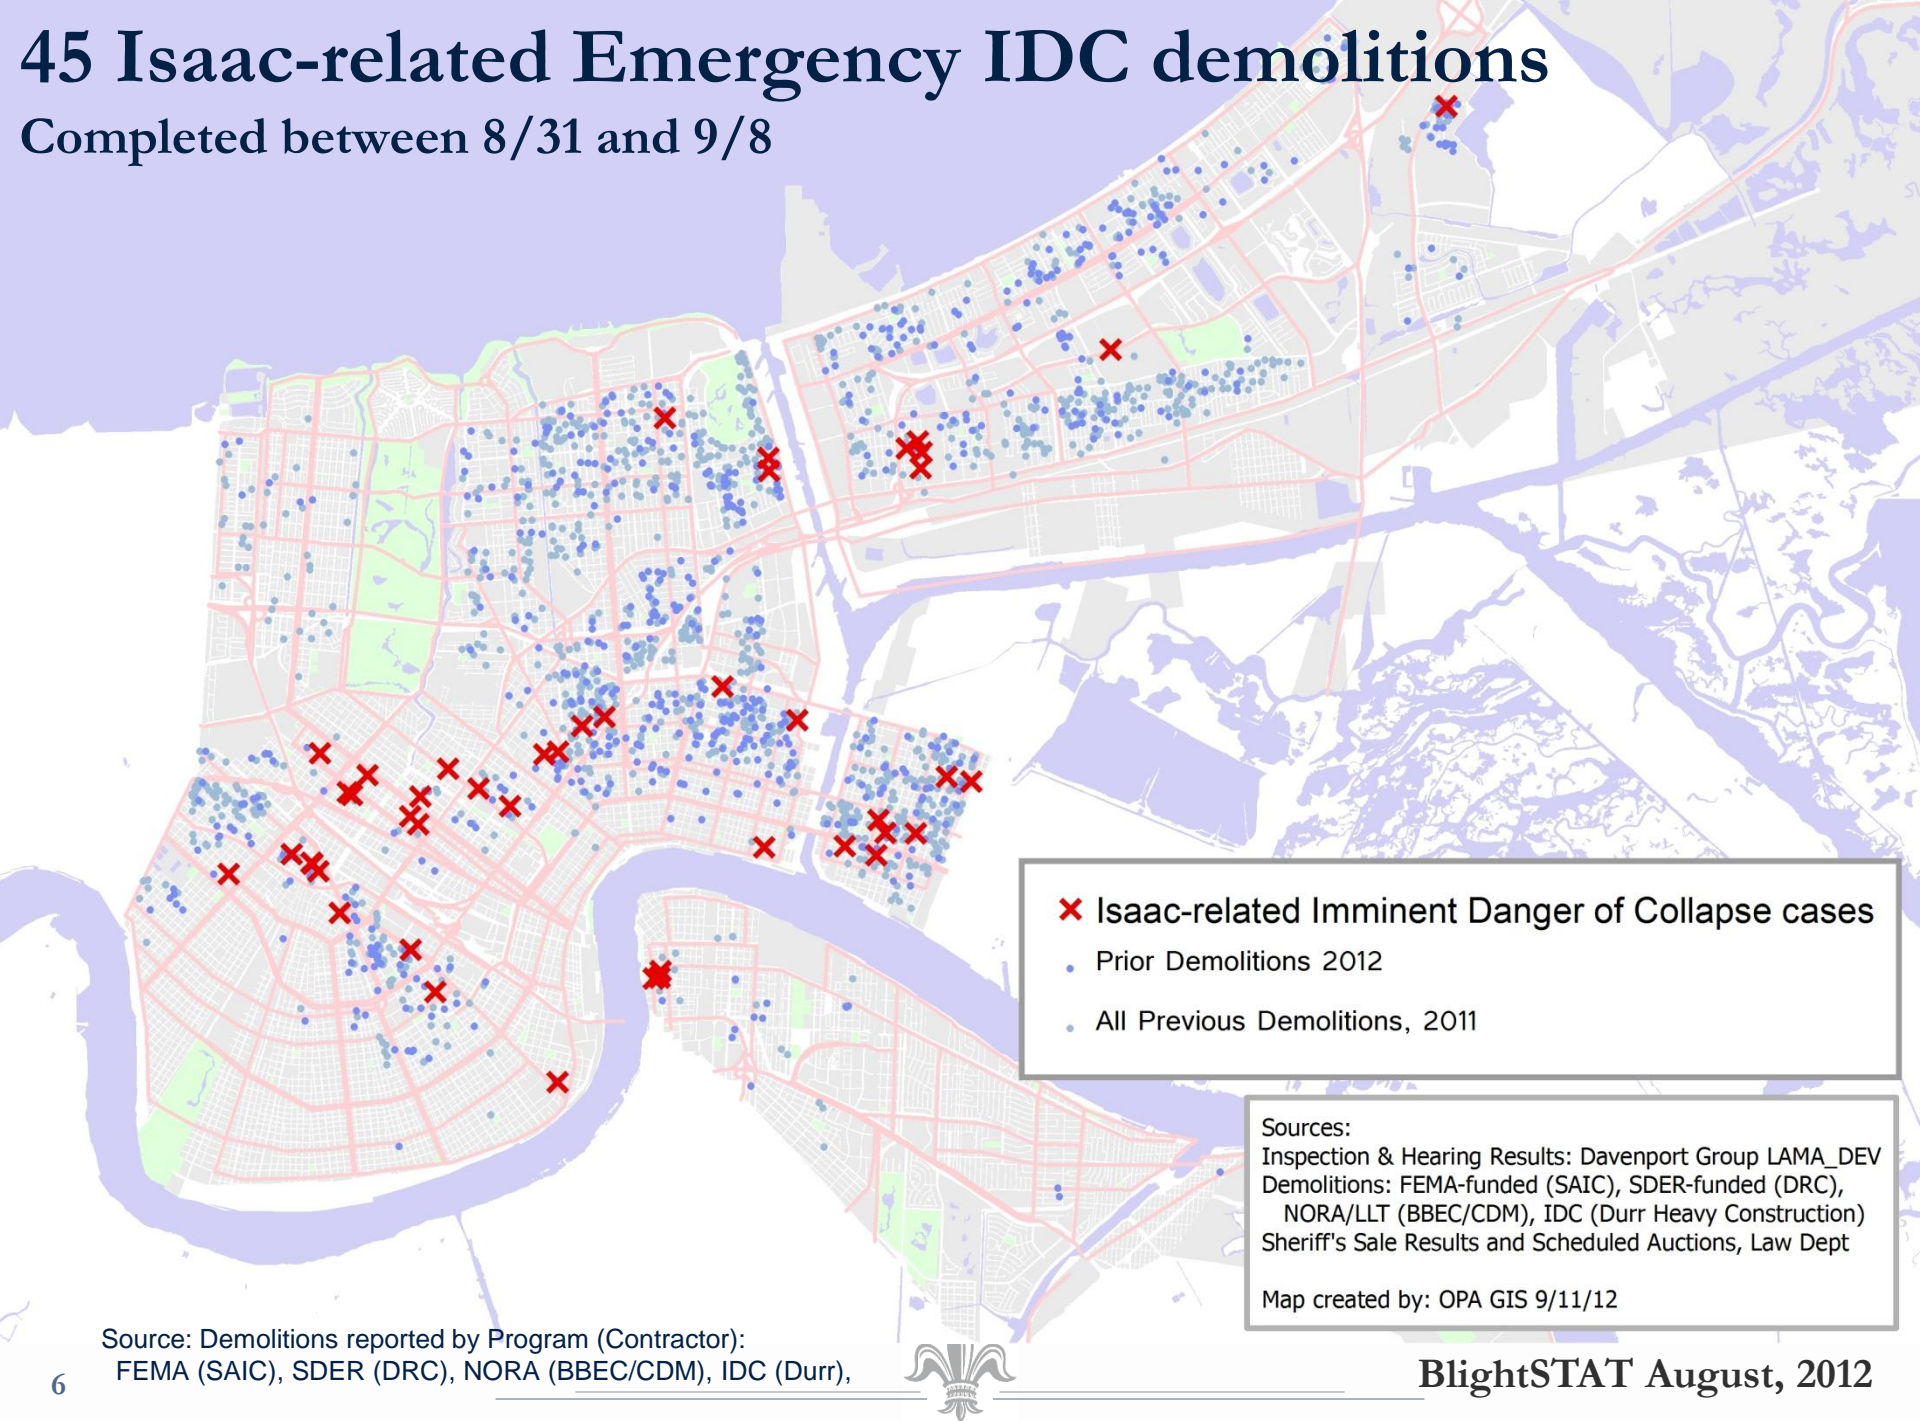 45 Isaac-related Emergency IDC demolitions
Completed between 8/31 and 9/8
Isaac-related Imminent Danger of Collapse cases
Prior Demolitions 2012
All Previous Demolitions, 2011
Sources:
Inspection & Hearing Results: Davenport Group LAMA_DEV
Demolitions: FEMA-funded (SAIC), SDER-funded (DRC),
NORA/LLT (BBEC/CDM), IDC (Durr Heavy Construction)
Sheriff's Sale Results and Scheduled Auctions, Law Dept
Map created by: OPA GIS 9/11/12
Source: Demolitions reported by Program (Contractor):
FEMA (SAIC), SDER (DRC), NORA (BBEC/CDM), IDC (Durr),
6
BlightSTAT August, 2012